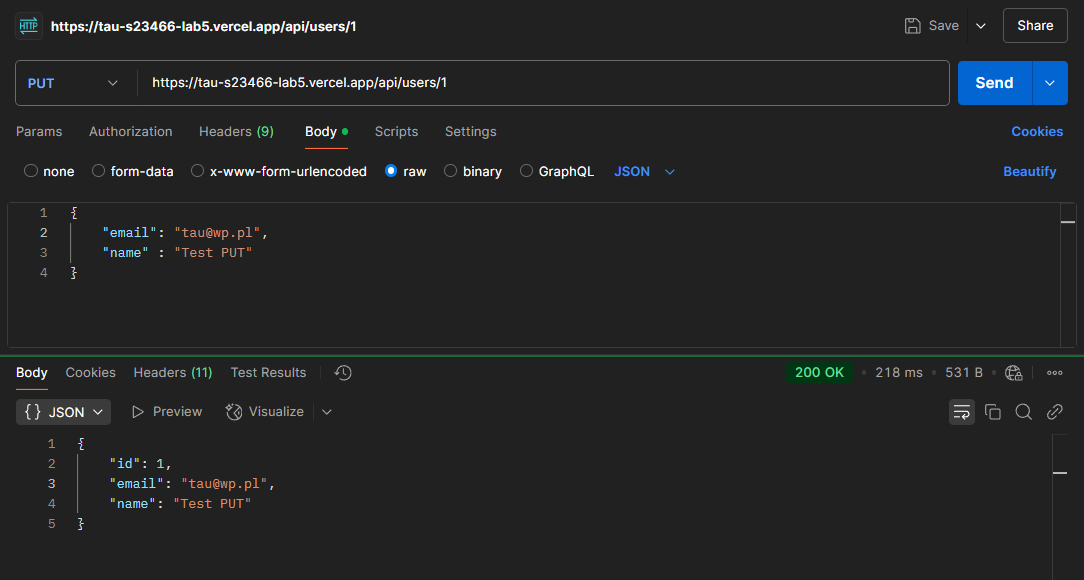 HTTP https://tau-s23466-lab5.vercel.app/api/users/1 Save Share
PUT https://tau-s23466-lab5.vercel.app/api/users/1 Send
Params Authorization Headers (9) Body Scripts Settings Cookies
none form-data x-www-form-urlencoded raw binary GraphQL JSON Beautify
1 {
2 "email": "tau@wp.pl",
3 "name" : "Test PUT"
4 }
Body Cookies Headers (11) Test Results 200 OK • 218 ms • 531 B •
{} JSON Preview Visualize
1 {
2 "id": 1,
3 "email": "tau@wp.pl",
4 "name": "Test PUT"
5 }